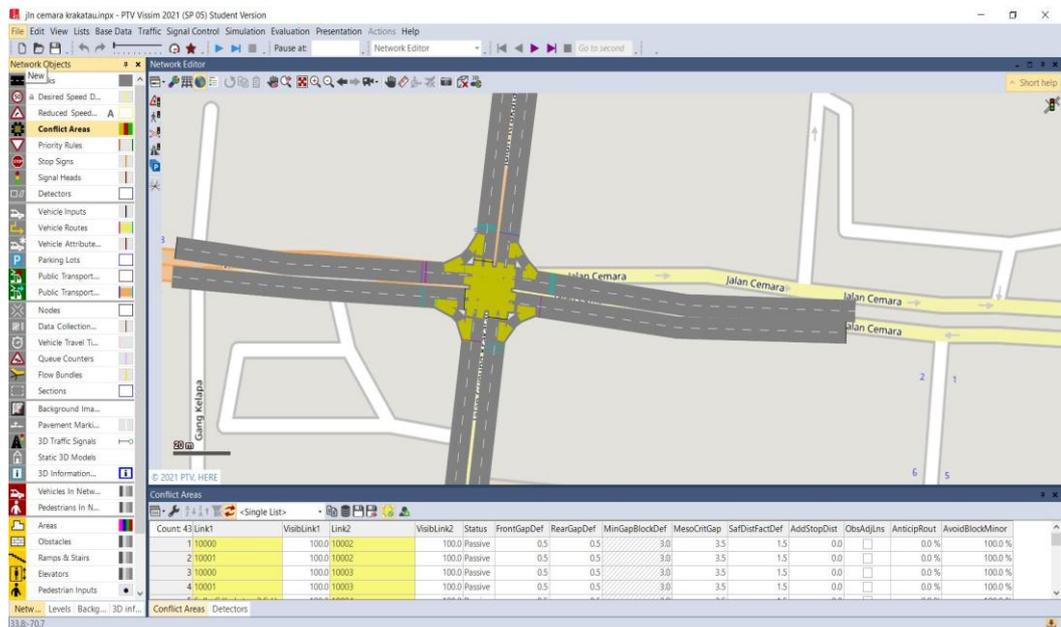 jln cemara krakatau.inpx - PTV Vissim 2021 (SP 05) Student Version
File Edit View Lists Base Data Traffic Signal Control Simulation Evaluation Presentation Actions Help
Pause at: Network Editor Go to second
Network Objects
New
Desired Speed D...
Reduced Speed... A
Conflict Areas
Priority Rules
Stop Signs
Signal Heads
Detectors
Vehicle Inputs
Vehicle Routes
Vehicle Attribute...
Parking Lots
Public Transport...
Public Transport...
Nodes
Data Collection...
Vehicle Travel Ti...
Queue Counters
Flow Bundles
Sections
Background Ima...
Pavement Marki...
3D Traffic Signals
Static 3D Models
3D Information...
Vehicles In Netw...
Pedestrians In N...
Areas
Obstacles
Ramps & Stairs
Elevators
Pedestrian Inputs
Netw... Levels Backg... 3D inf...
Network Editor
Short help
Jalan Cemara
Jalan Cemara
Jalan Cemara
Jalan Cemara
Gang Kelapa
2 1
6 5
20 m
© 2021 PTV, HERE
Conflict Areas
<Single List>
Count: 43 Link1 VisibLink1 Link2 VisibLink2 Status FrontGapDef RearGapDef MinGapBlockDef MesoCritGap SafDistFactDef AddStopDist ObsAdjLns AnticipRout AvoidBlockMinor
1 10000 100.0 10002 100.0 Passive 0.5 0.5 3.0 3.5 1.5 0.0 0.0 % 100.0 %
2 10001 100.0 10002 100.0 Passive 0.5 0.5 3.0 3.5 1.5 0.0 0.0 % 100.0 %
3 10000 100.0 10003 100.0 Passive 0.5 0.5 3.0 3.5 1.5 0.0 0.0 % 100.0 %
4 10001 100.0 10003 100.0 Passive 0.5 0.5 3.0 3.5 1.5 0.0 0.0 % 100.0 %
Conflict Areas Detectors
33.8:-70.7